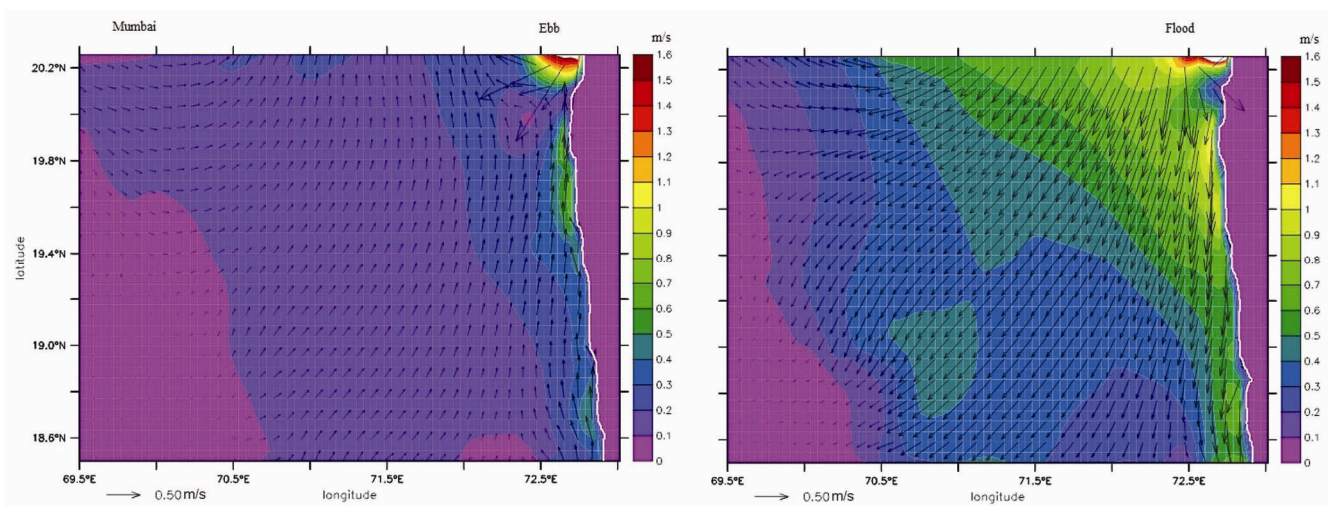 Mumbai
Ebb
m/s
20.2°N
19.8°N
19.4°N
19.0°N
18.6°N
latitude
69.5°E
70.5°E
71.5°E
72.5°E
longitude
0.50m/s
1.6
1.5
1.4
1.3
1.2
1.1
1
0.9
0.8
0.7
0.6
0.5
0.4
0.3
0.2
0.1
0
Flood
m/s
69.5°E
70.5°E
71.5°E
72.5°E
longitude
0.50 m/s
1.6
1.5
1.4
1.3
1.2
1.1
1
0.9
0.8
0.7
0.6
0.5
0.4
0.3
0.2
0.1
0